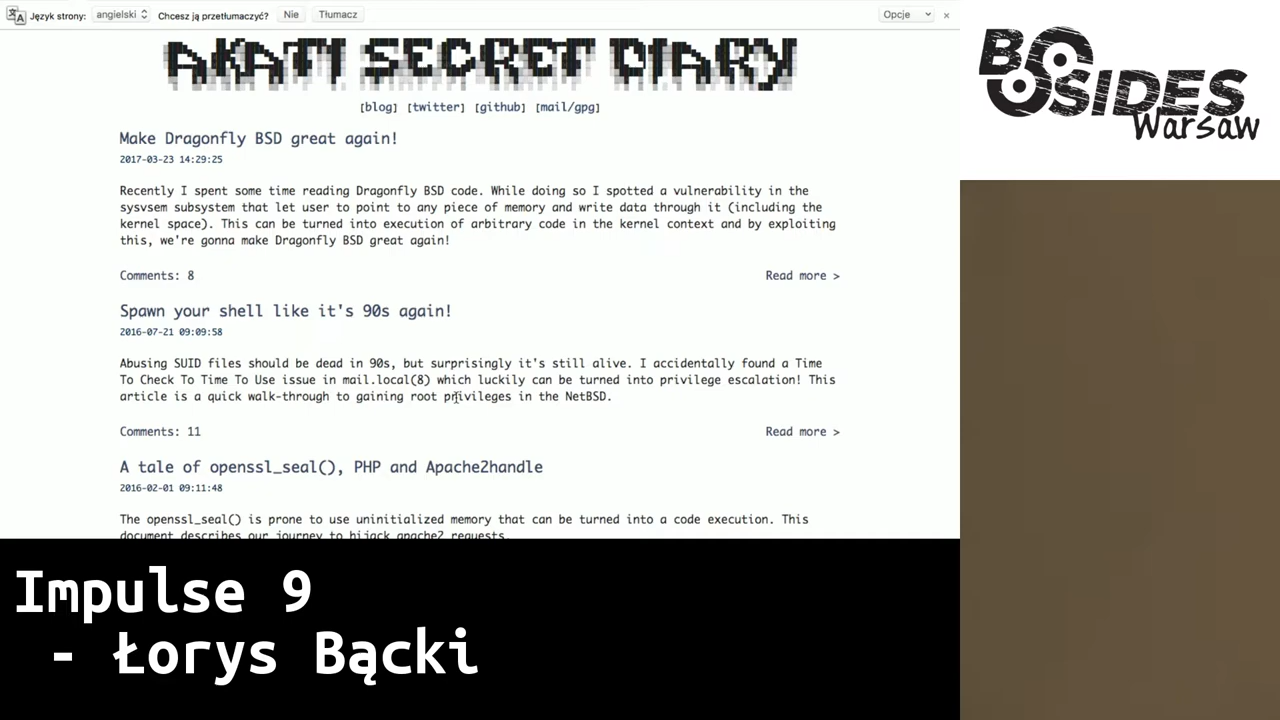 Język strony: angielski Chcesz ją przetłumaczyć? Nie Tłumacz Opcje ×
AKAT1 SECRET DIARY
[blog] [twitter] [github] [mail/gpg]
Make Dragonfly BSD great again!
2017-03-23 14:29:25
Recently I spent some time reading Dragonfly BSD code. While doing so I spotted a vulnerability in the
sysvsem subsystem that let user to point to any piece of memory and write data through it (including the
kernel space). This can be turned into execution of arbitrary code in the kernel context and by exploiting
this, we're gonna make Dragonfly BSD great again!
Comments: 8 Read more >
Spawn your shell like it's 90s again!
2016-07-21 09:09:58
Abusing SUID files should be dead in 90s, but surprisingly it's still alive. I accidentally found a Time
To Check To Time To Use issue in mail.local(8) which luckily can be turned into privilege escalation! This
article is a quick walk-through to gaining root privileges in the NetBSD.
Comments: 11 Read more >
A tale of openssl_seal(), PHP and Apache2handle
2016-02-01 09:11:48
The openssl_seal() is prone to use uninitialized memory that can be turned into a code execution. This
document describes our journey to hijack apache2 requests.
BSIDES
Warsaw
Impulse 9
- Łorys Bącki